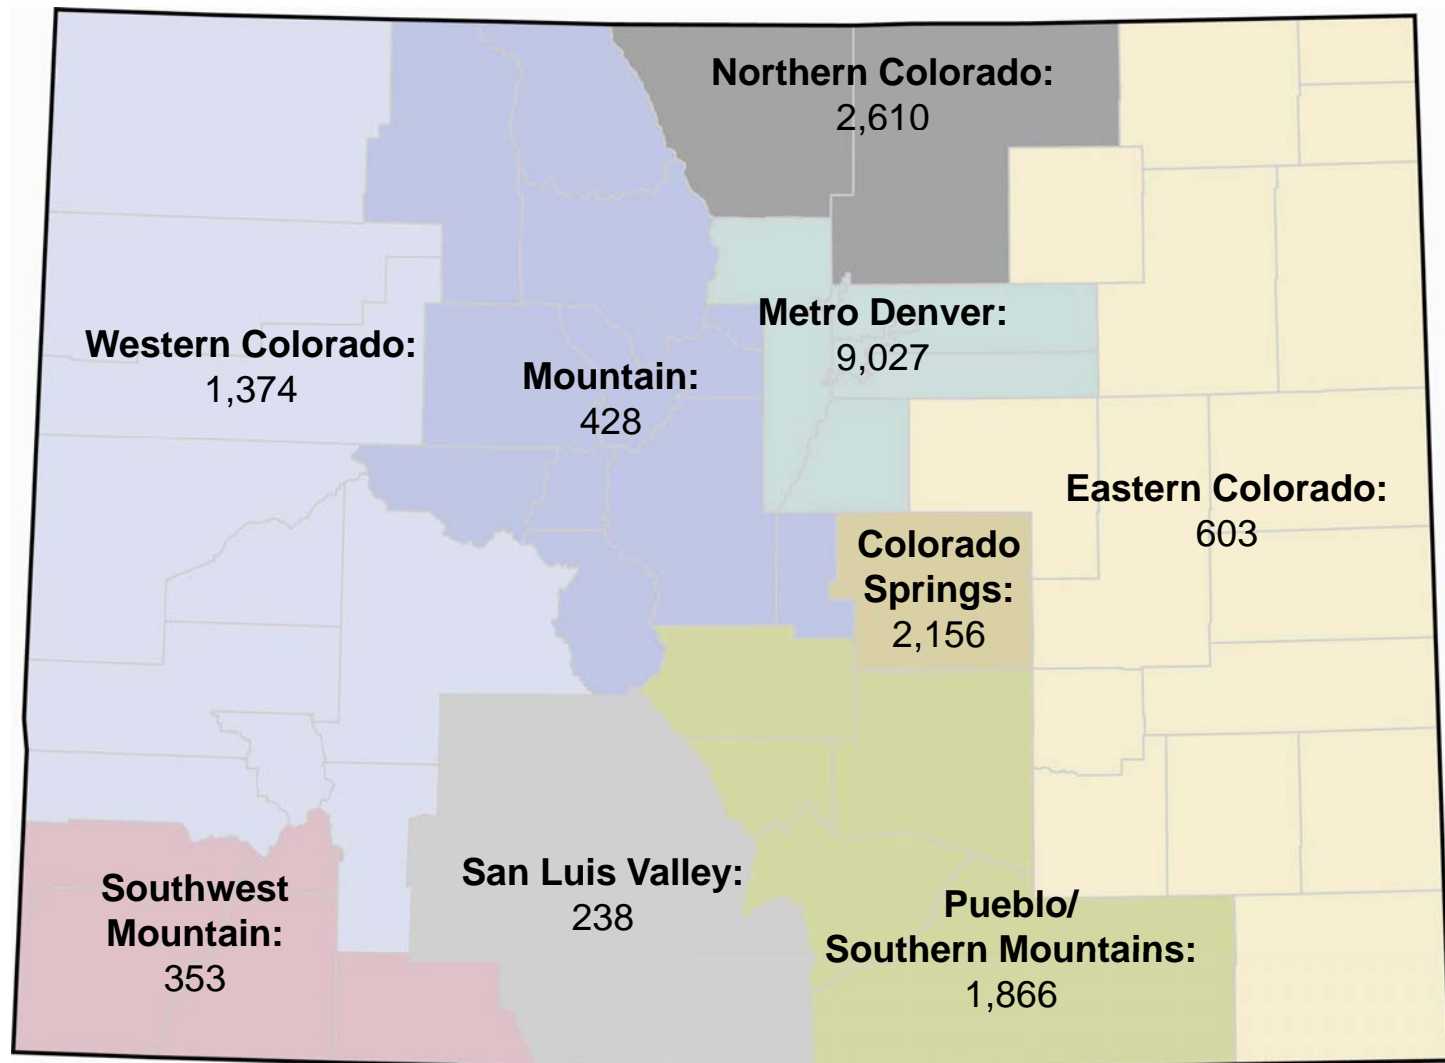 Northern Colorado:
2,610
Metro Denver:
9,027
Western Colorado:
1,374
Mountain:
428
Eastern Colorado:
603
Colorado
Springs:
2,156
San Luis Valley:
238
Southwest
Mountain:
353
Pueblo/
Southern Mountains:
1,866